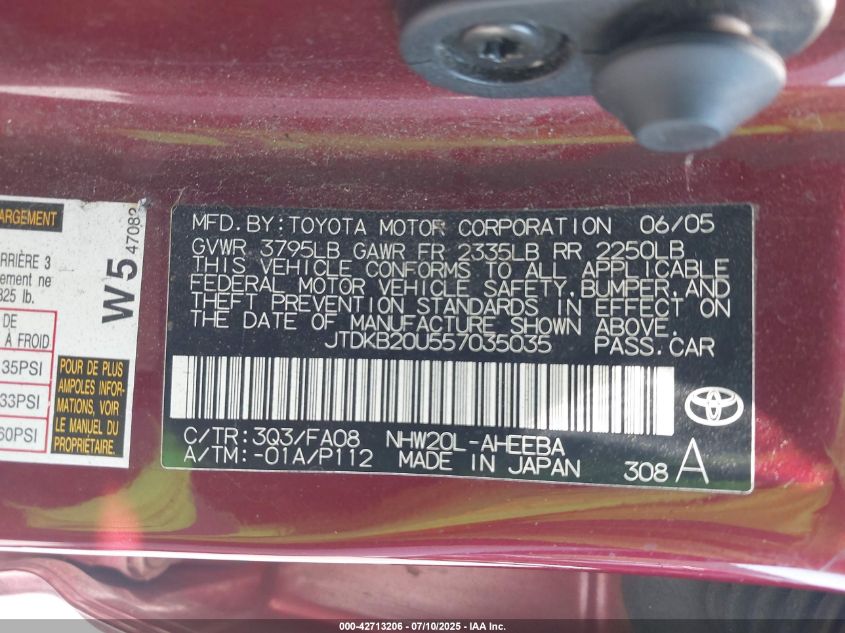 ARGEMENT
RRIÈRE 3
ement ne
825 lb.
DE
À FROID
35PSI
33PSI
60PSI
W5 47082
POUR DE PLUS
AMPLES INFOR-
MATIONS, VOIR
LE MANUEL DU
PROPRIÉTAIRE.
MFD. BY: TOYOTA MOTOR CORPORATION 06/05
GVWR 3795LB GAWR FR 2335LB RR 2250LB
THIS VEHICLE CONFORMS TO ALL APPLICABLE
FEDERAL MOTOR VEHICLE SAFETY, BUMPER, AND
THEFT PREVENTION STANDARDS IN EFFECT ON
THE DATE OF MANUFACTURE SHOWN ABOVE.
JTDKB20U557035035 PASS. CAR
C/TR: 3Q3/FA08 NHW20L-AHEEBA
A/TM: -01A/P112 MADE IN JAPAN 308 A
000-42713206 - 07/10/2025 - IAA Inc.